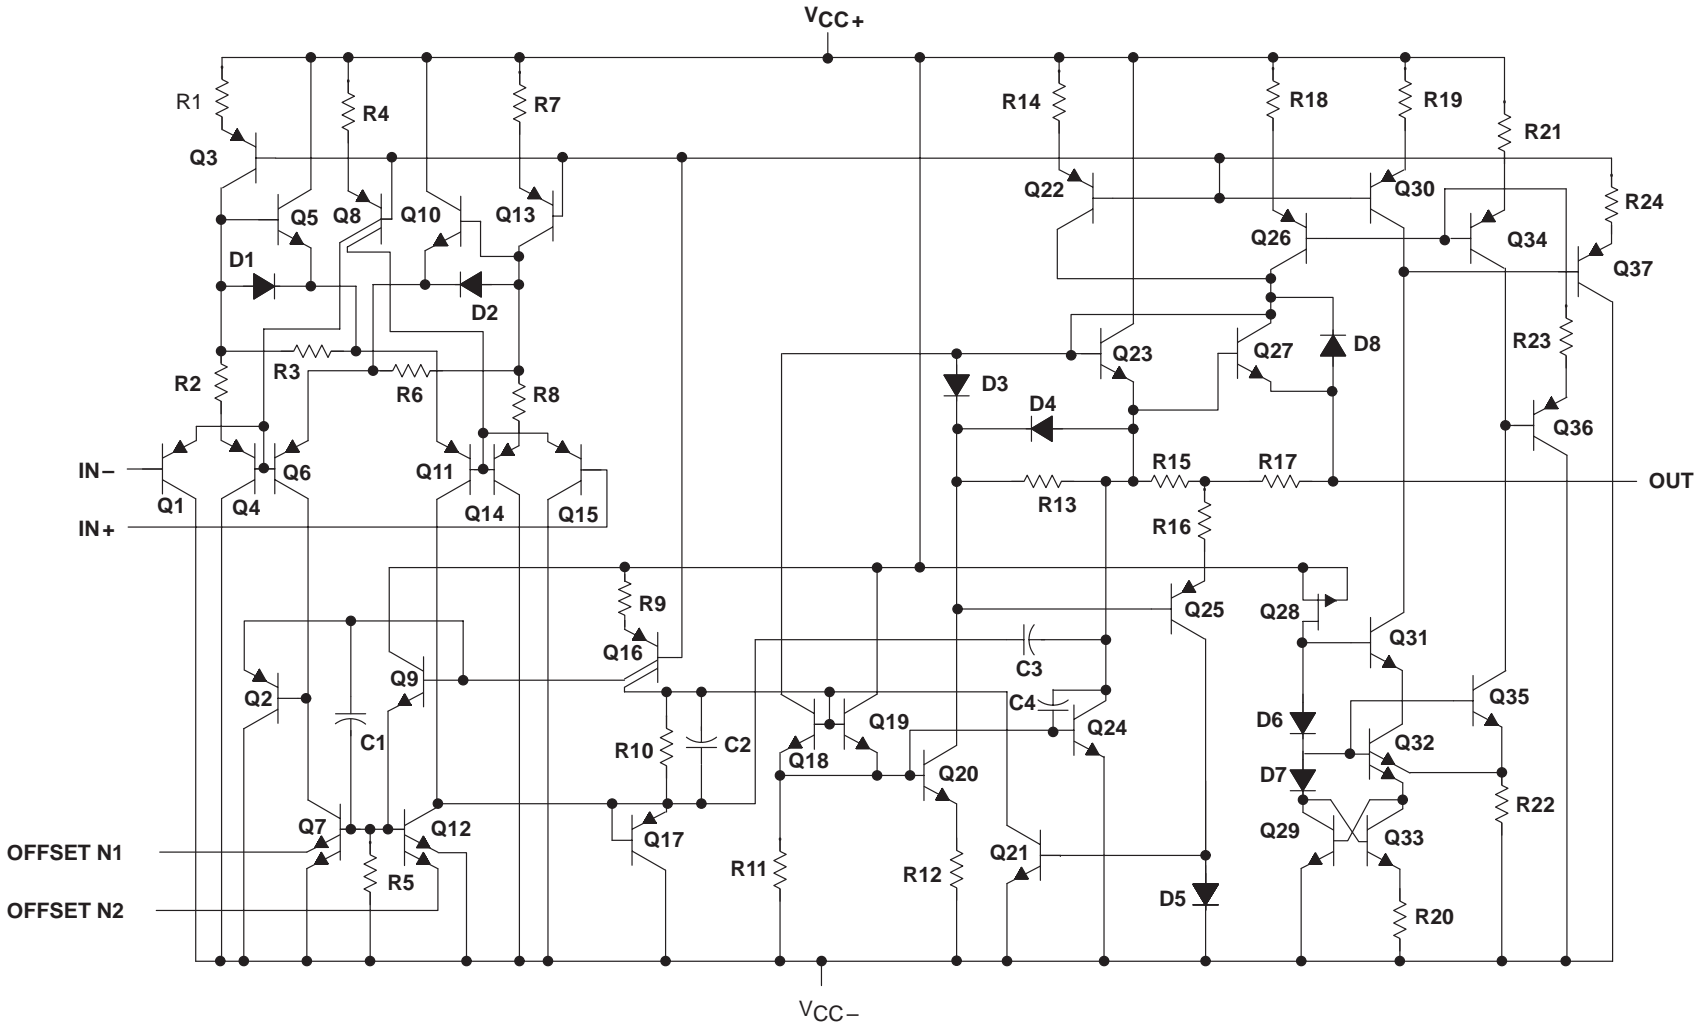 VCC+
R1
R4
R7
R14
R18
R19
R21
Q3
Q5
Q8
Q10
Q13
Q22
Q30
R24
Q26
Q34
Q37
D1
D2
R23
D8
Q23
Q27
R3
R2
R6
R8
D3
D4
Q36
IN–
Q6
Q11
R15
R17
OUT
Q1
Q4
Q14
Q15
R13
R16
IN+
R9
Q28
Q25
Q16
Q31
C3
Q2
Q9
Q35
C4
Q24
D6
C1
R10
C2
Q18
Q19
Q32
Q20
D7
R22
Q7
Q12
Q17
Q29
Q33
OFFSET N1
Q21
R5
R11
R12
D5
OFFSET N2
R20
VCC–